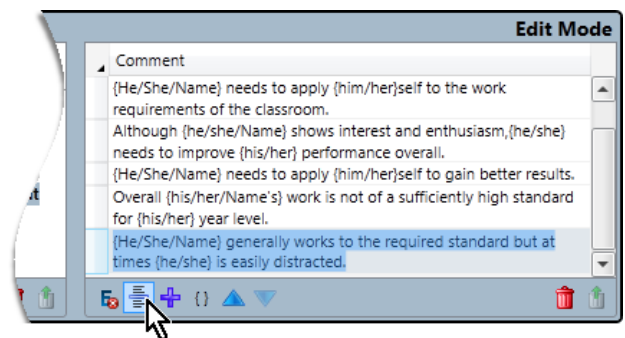 Edit Mode
Comment
{He/She/Name} needs to apply {him/her}self to the work
requirements of the classroom.
Although {he/she/Name} shows interest and enthusiasm,{he/she}
needs to improve {his/her} performance overall.
{He/She/Name} needs to apply {him/her}self to gain better results.
Overall {his/her/Name's} work is not of a sufficiently high standard
for {his/her} year level.
{He/She/Name} generally works to the required standard but at
times {he/she} is easily distracted.
{ }